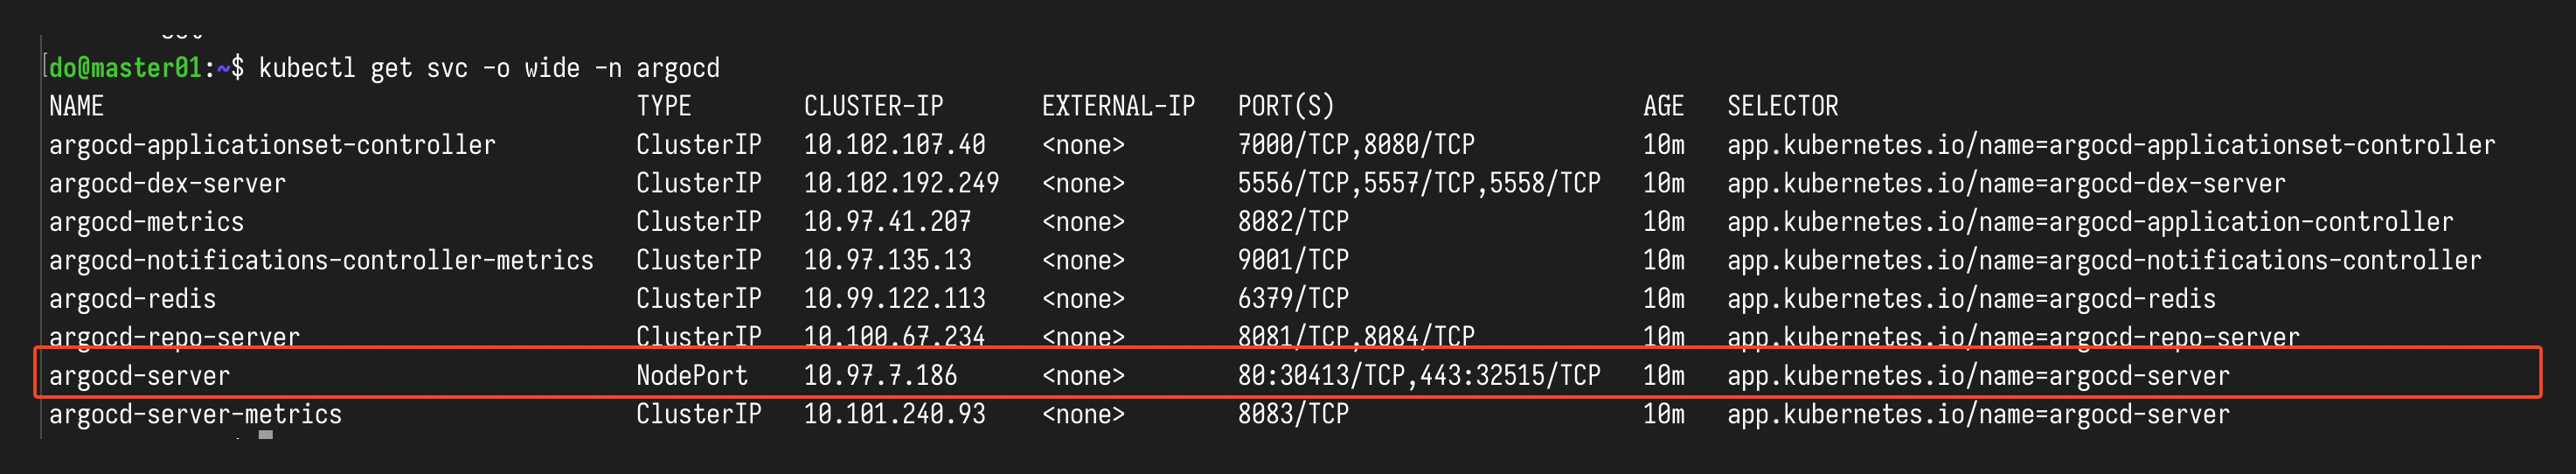 do@master01:~$ kubectl get svc -o wide -n argocd
NAME TYPE CLUSTER-IP EXTERNAL-IP PORT(S) AGE SELECTOR
argocd-applicationset-controller ClusterIP 10.102.107.40 <none> 7000/TCP,8080/TCP 10m app.kubernetes.io/name=argocd-applicationset-controller
argocd-dex-server ClusterIP 10.102.192.249 <none> 5556/TCP,5557/TCP,5558/TCP 10m app.kubernetes.io/name=argocd-dex-server
argocd-metrics ClusterIP 10.97.41.207 <none> 8082/TCP 10m app.kubernetes.io/name=argocd-application-controller
argocd-notifications-controller-metrics ClusterIP 10.97.135.13 <none> 9001/TCP 10m app.kubernetes.io/name=argocd-notifications-controller
argocd-redis ClusterIP 10.99.122.113 <none> 6379/TCP 10m app.kubernetes.io/name=argocd-redis
argocd-repo-server ClusterIP 10.100.67.234 <none> 8081/TCP,8084/TCP 10m app.kubernetes.io/name=argocd-repo-server
argocd-server NodePort 10.97.7.186 <none> 80:30413/TCP,443:32515/TCP 10m app.kubernetes.io/name=argocd-server
argocd-server-metrics ClusterIP 10.101.240.93 <none> 8083/TCP 10m app.kubernetes.io/name=argocd-server